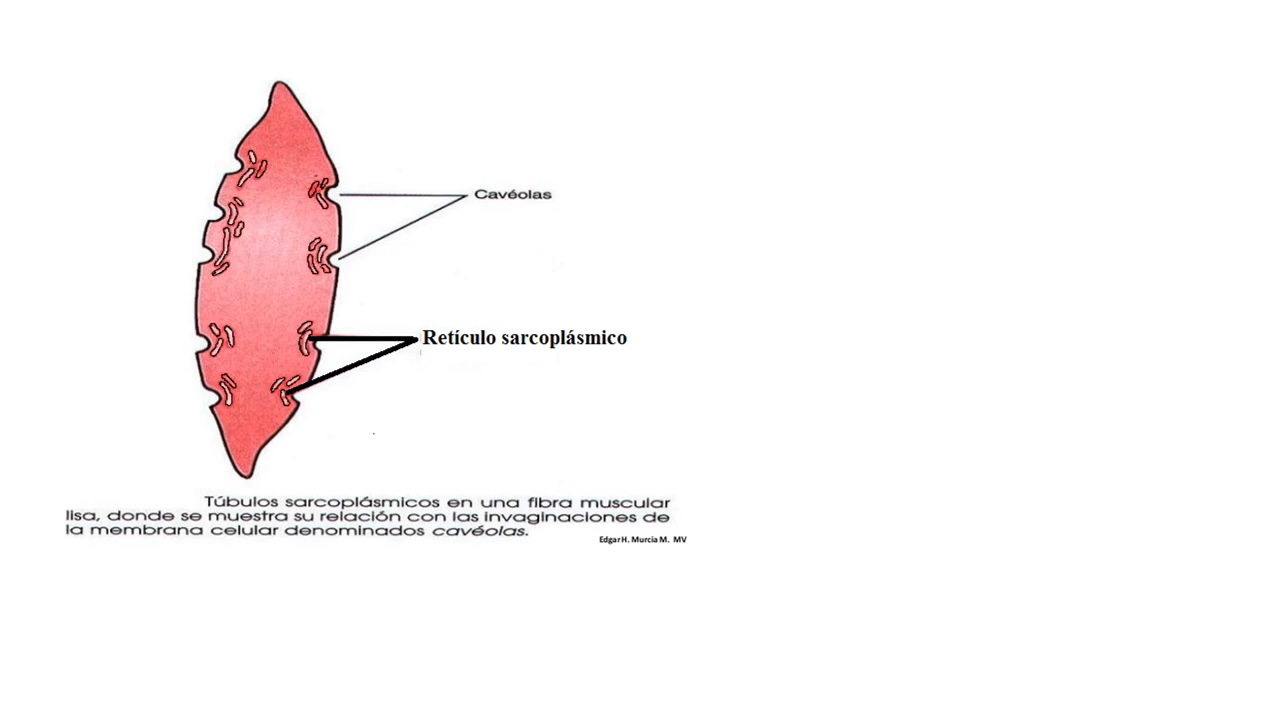 Cavéolas
Retículo sarcoplásmico
Túbulos sarcoplásmicos en una fibra muscular
lisa, donde se muestra su relación con las invaginaciones de
la membrana celular denominados cavéolas.
Edgar H. Murcia M. MV